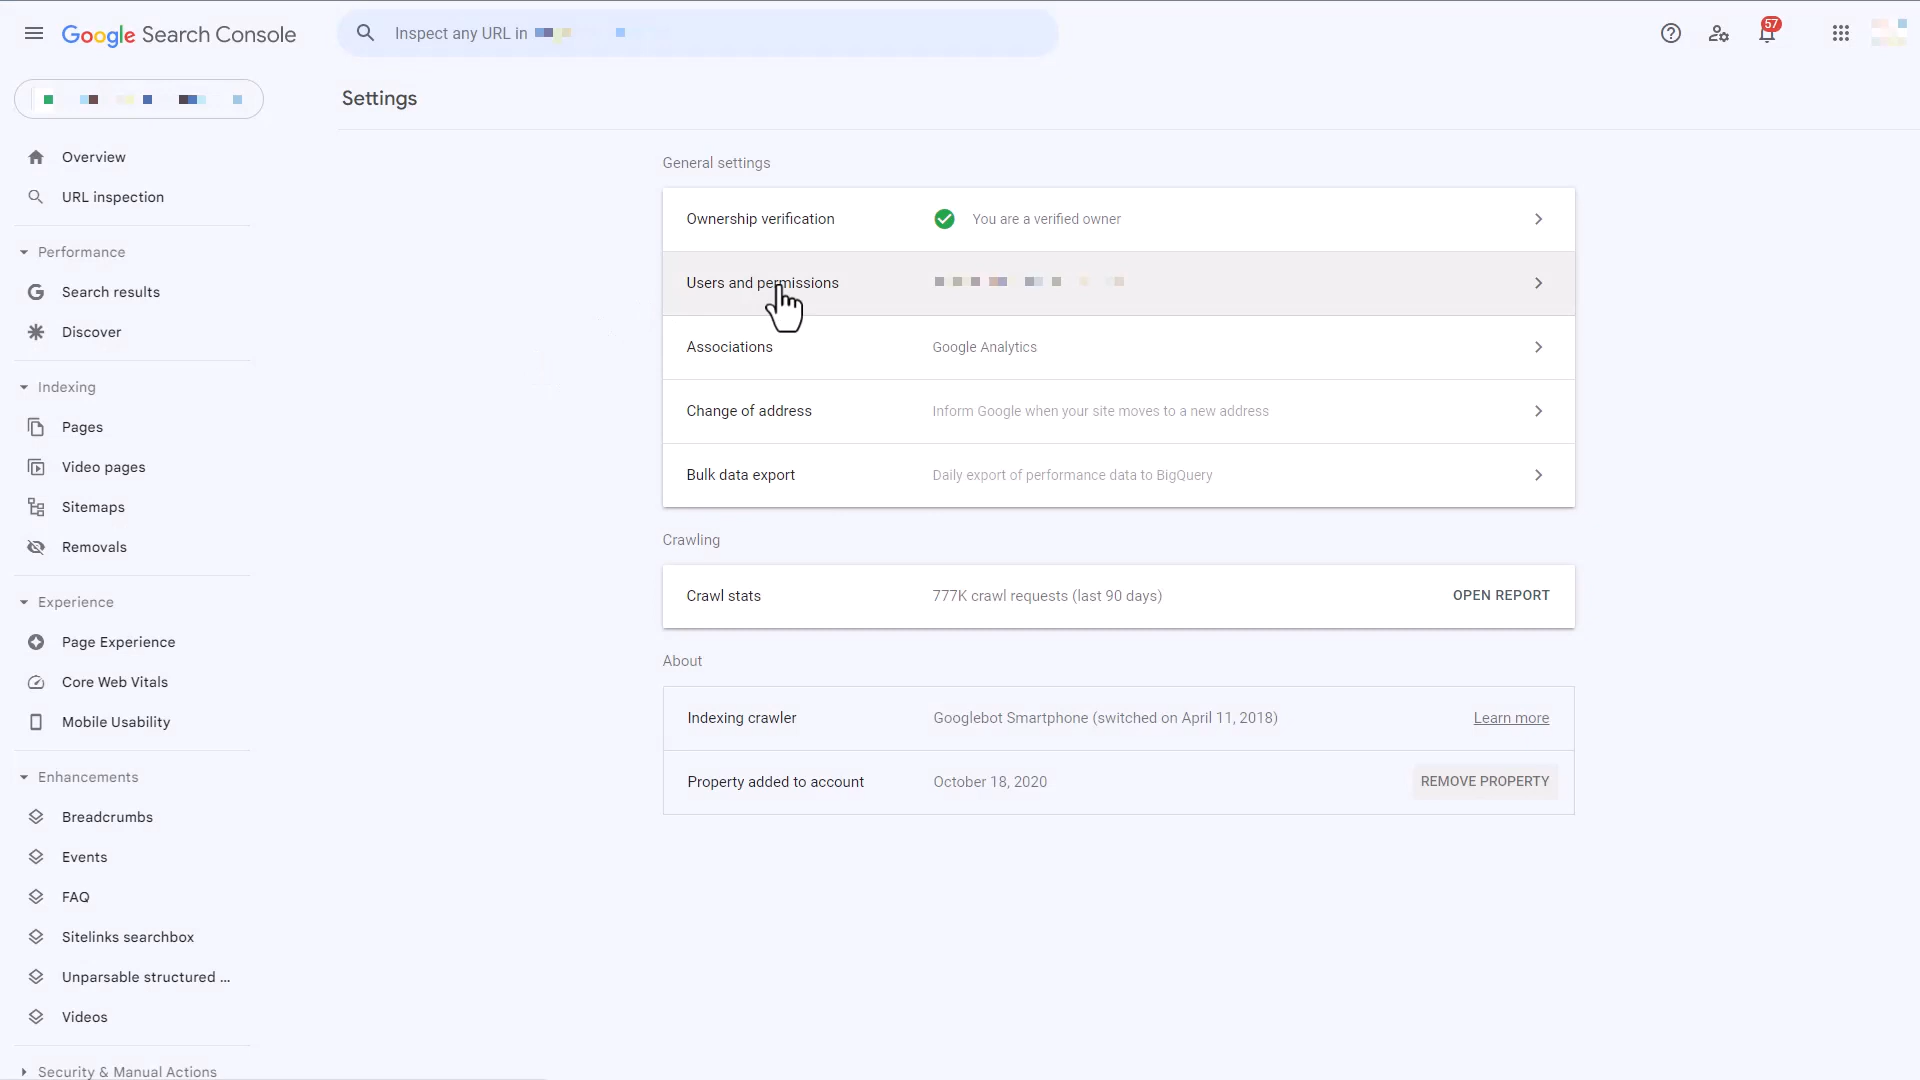 Google Search Console
Inspect any URL in
57
Settings
Overview
URL inspection
Performance
Search results
Discover
Indexing
Pages
Video pages
Sitemaps
Removals
Experience
Page Experience
Core Web Vitals
Mobile Usability
Enhancements
Breadcrumbs
Events
FAQ
Sitelinks searchbox
Unparsable structured ...
Videos
Security & Manual Actions
General settings
Ownership verification You are a verified owner
Users and permissions
Associations Google Analytics
Change of address Inform Google when your site moves to a new address
Bulk data export Daily export of performance data to BigQuery
Crawling
Crawl stats 777K crawl requests (last 90 days) OPEN REPORT
About
Indexing crawler Googlebot Smartphone (switched on April 11, 2018) Learn more
Property added to account October 18, 2020 REMOVE PROPERTY